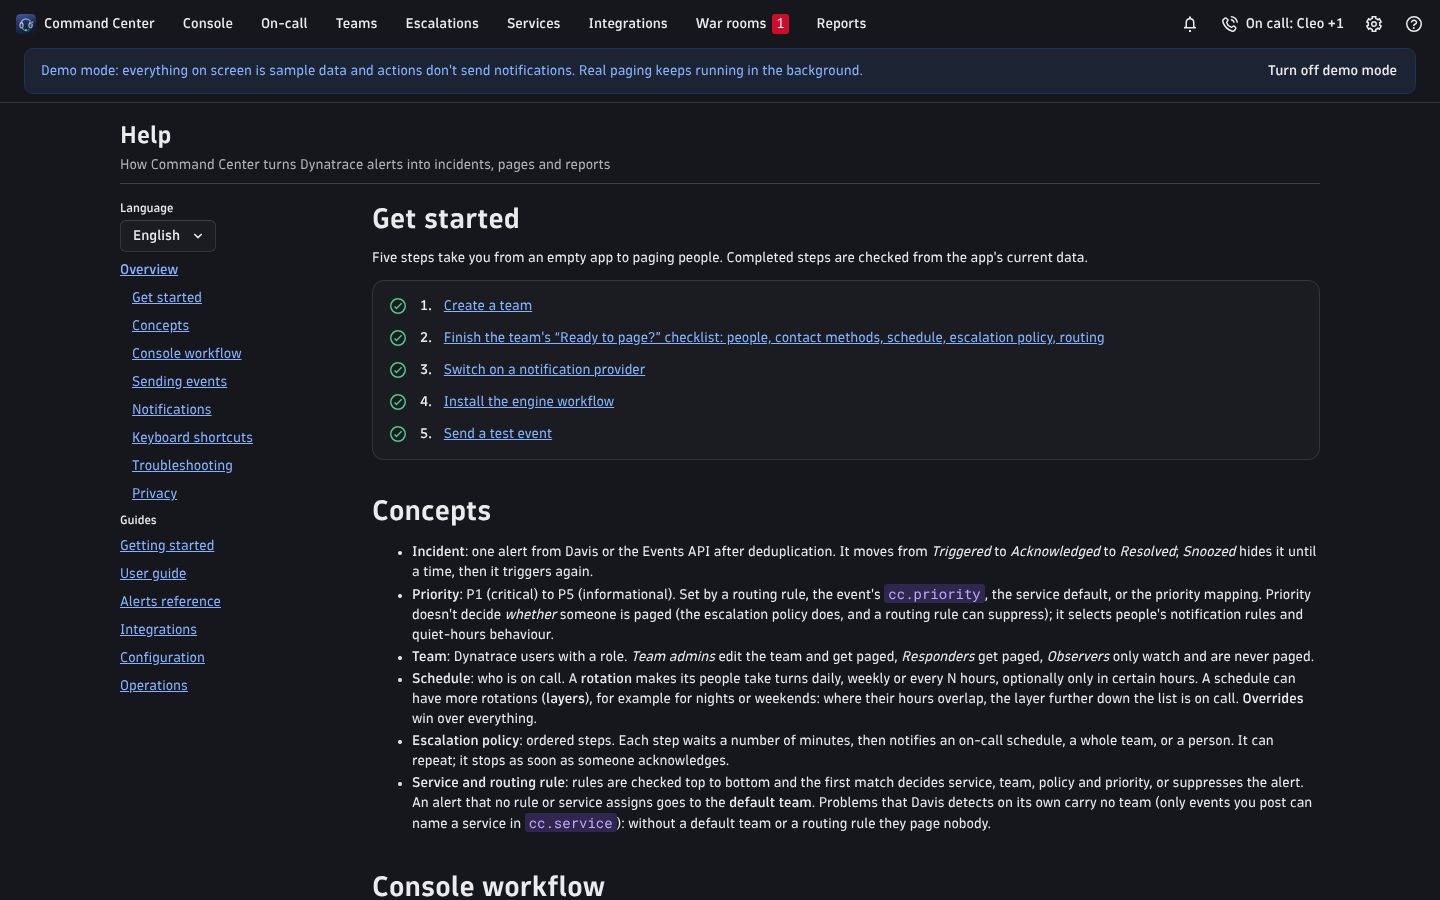 Command Center Console On-call Teams Escalations Services Integrations War rooms 1 Reports On call: Cleo +1
Demo mode: everything on screen is sample data and actions don't send notifications. Real paging keeps running in the background. Turn off demo mode
Help
How Command Center turns Dynatrace alerts into incidents, pages and reports
Language
English
Overview
Get started
Concepts
Console workflow
Sending events
Notifications
Keyboard shortcuts
Troubleshooting
Privacy
Guides
Getting started
User guide
Alerts reference
Integrations
Configuration
Operations
Get started
Five steps take you from an empty app to paging people. Completed steps are checked from the app's current data.
1. Create a team
2. Finish the team's “Ready to page?” checklist: people, contact methods, schedule, escalation policy, routing
3. Switch on a notification provider
4. Install the engine workflow
5. Send a test event
Concepts
• Incident: one alert from Davis or the Events API after deduplication. It moves from Triggered to Acknowledged to Resolved; Snoozed hides it until
a time, then it triggers again.
• Priority: P1 (critical) to P5 (informational). Set by a routing rule, the event's cc.priority, the service default, or the priority mapping. Priority
doesn't decide whether someone is paged (the escalation policy does, and a routing rule can suppress); it selects people's notification rules and
quiet-hours behaviour.
• Team: Dynatrace users with a role. Team admins edit the team and get paged, Responders get paged, Observers only watch and are never paged.
• Schedule: who is on call. A rotation makes its people take turns daily, weekly or every N hours, optionally only in certain hours. A schedule can
have more rotations (layers), for example for nights or weekends: where their hours overlap, the layer further down the list is on call. Overrides
win over everything.
• Escalation policy: ordered steps. Each step waits a number of minutes, then notifies an on-call schedule, a whole team, or a person. It can
repeat; it stops as soon as someone acknowledges.
• Service and routing rule: rules are checked top to bottom and the first match decides service, team, policy and priority, or suppresses the alert.
An alert that no rule or service assigns goes to the default team. Problems that Davis detects on its own carry no team (only events you post can
name a service in cc.service): without a default team or a routing rule they page nobody.
Console workflow